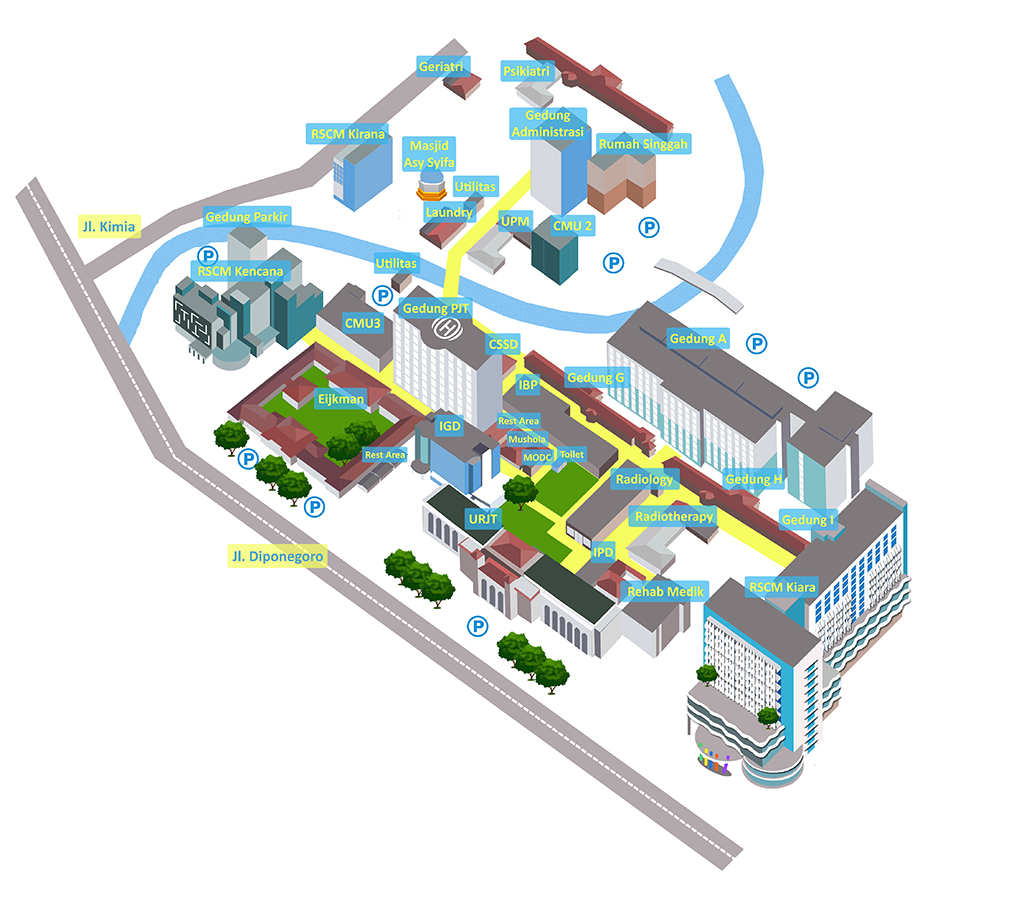 Geriatri
Psikiatri
Gedung
Administrasi
RSCM Kirana
Masjid
Asy Syifa
Rumah Singgah
Utilitas
Laundry
UPM
CMU 2
Jl. Kimia
Gedung Parkir
P
P
P
RSCM Kencana
Utilitas
P
Gedung PJT
H
CMU3
CSSD
Gedung A
P
IBP
Gedung G
P
Eijkman
IGD
Rest Area
Mushola
Rest Area
MODC
Toilet
P
Radiology
Gedung H
P
URJT
Radiotherapy
Gedung I
Jl. Diponegoro
IPD
Rehab Medik
RSCM Kiara
P